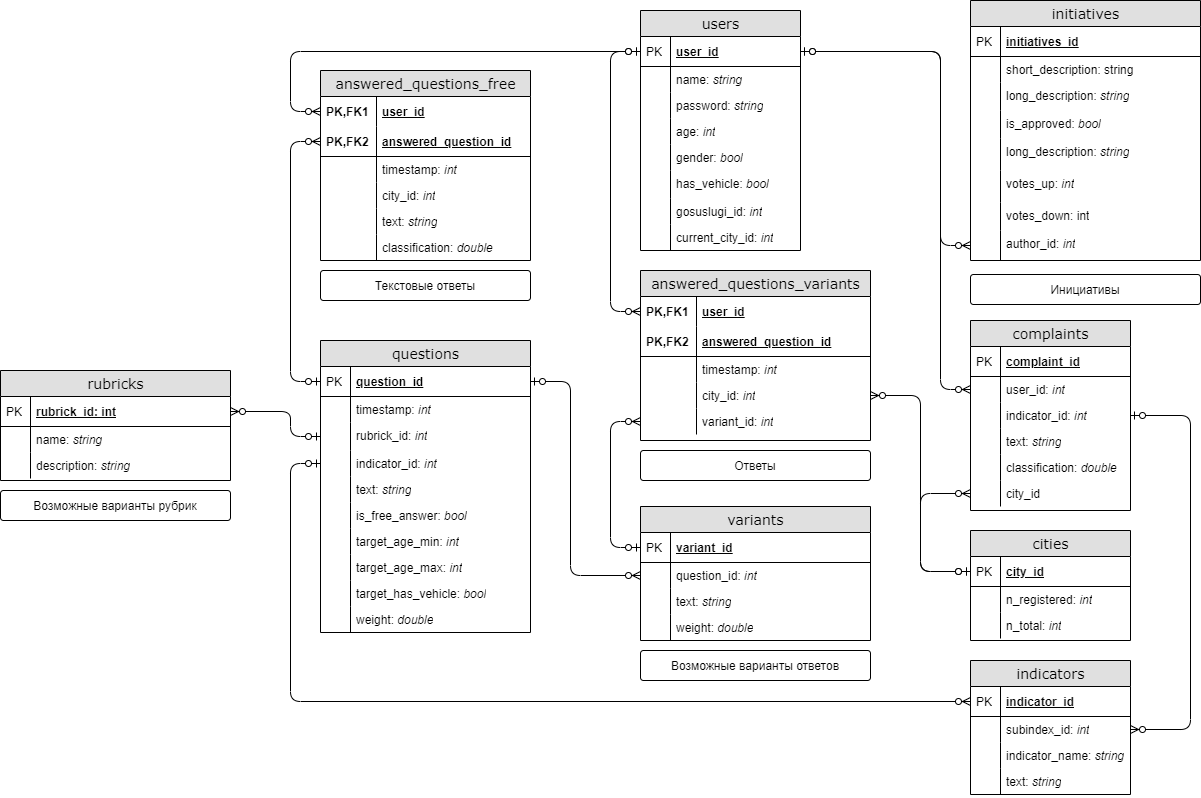 users
PK user_id
name: string
password: string
age: int
gender: bool
has_vehicle: bool
gosuslugi_id: int
current_city_id: int
initiatives
PK initiatives_id
short_description: string
long_description: string
is_approved: bool
long_description: string
votes_up: int
votes_down: int
author_id: int
Инициативы
answered_questions_free
PK,FK1 user_id
PK,FK2 answered_question_id
timestamp: int
city_id: int
text: string
classification: double
Текстовые ответы
answered_questions_variants
PK,FK1 user_id
PK,FK2 answered_question_id
timestamp: int
city_id: int
variant_id: int
Ответы
complaints
PK complaint_id
user_id: int
indicator_id: int
text: string
classification: double
city_id
rubricks
PK rubrick_id: int
name: string
description: string
Возможные варианты рубрик
questions
PK question_id
timestamp: int
rubrick_id: int
indicator_id: int
text: string
is_free_answer: bool
target_age_min: int
target_age_max: int
target_has_vehicle: bool
weight: double
variants
PK variant_id
question_id: int
text: string
weight: double
Возможные варианты ответов
cities
PK city_id
n_registered: int
n_total: int
indicators
PK indicator_id
subindex_id: int
indicator_name: string
text: string